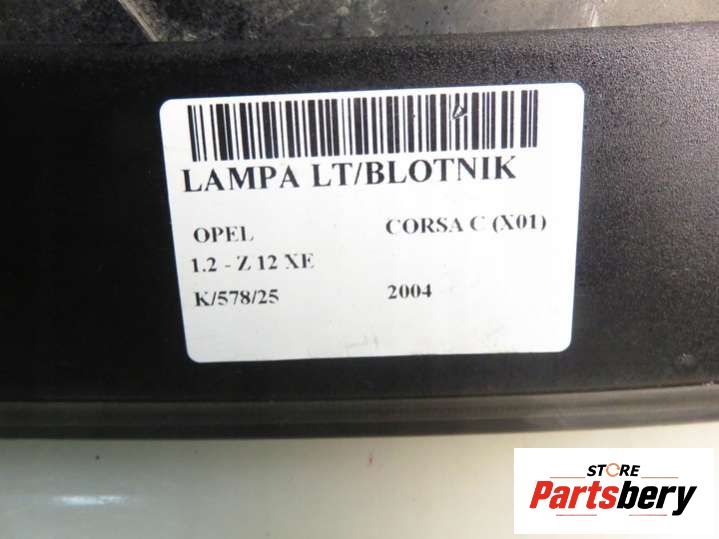 LAMPA LT/BLOTNIK
OPEL CORSA C (X01)
1.2 - Z 12 XE
K/578/25 2004
STORE
Partsbery